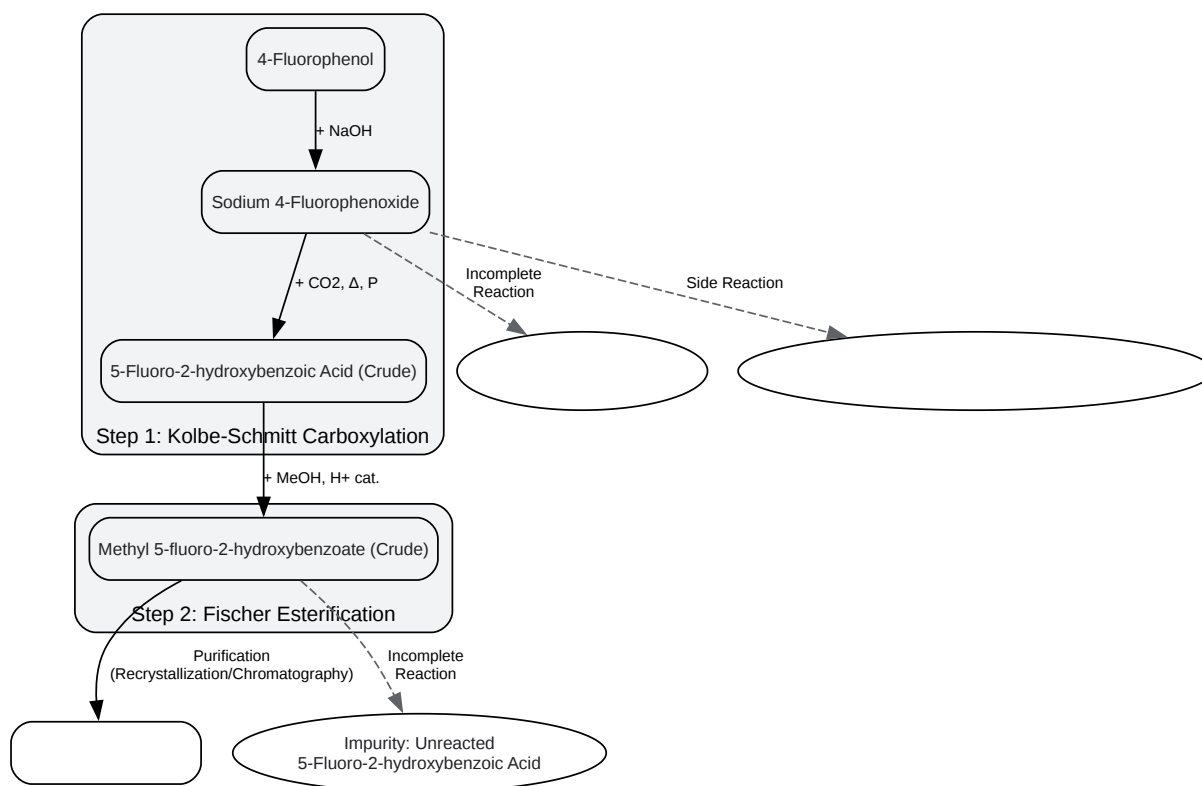 4-Fluorophenol
+ NaOH
Sodium 4-Fluorophenoxide
+ CO2, Δ, P
Incomplete
Reaction
Side Reaction
5-Fluoro-2-hydroxybenzoic Acid (Crude)
Step 1: Kolbe-Schmitt Carboxylation
+ MeOH, H+ cat.
Methyl 5-fluoro-2-hydroxybenzoate (Crude)
Step 2: Fischer Esterification
Purification
(Recrystallization/Chromatography)
Incomplete
Reaction
Impurity: Unreacted
5-Fluoro-2-hydroxybenzoic Acid